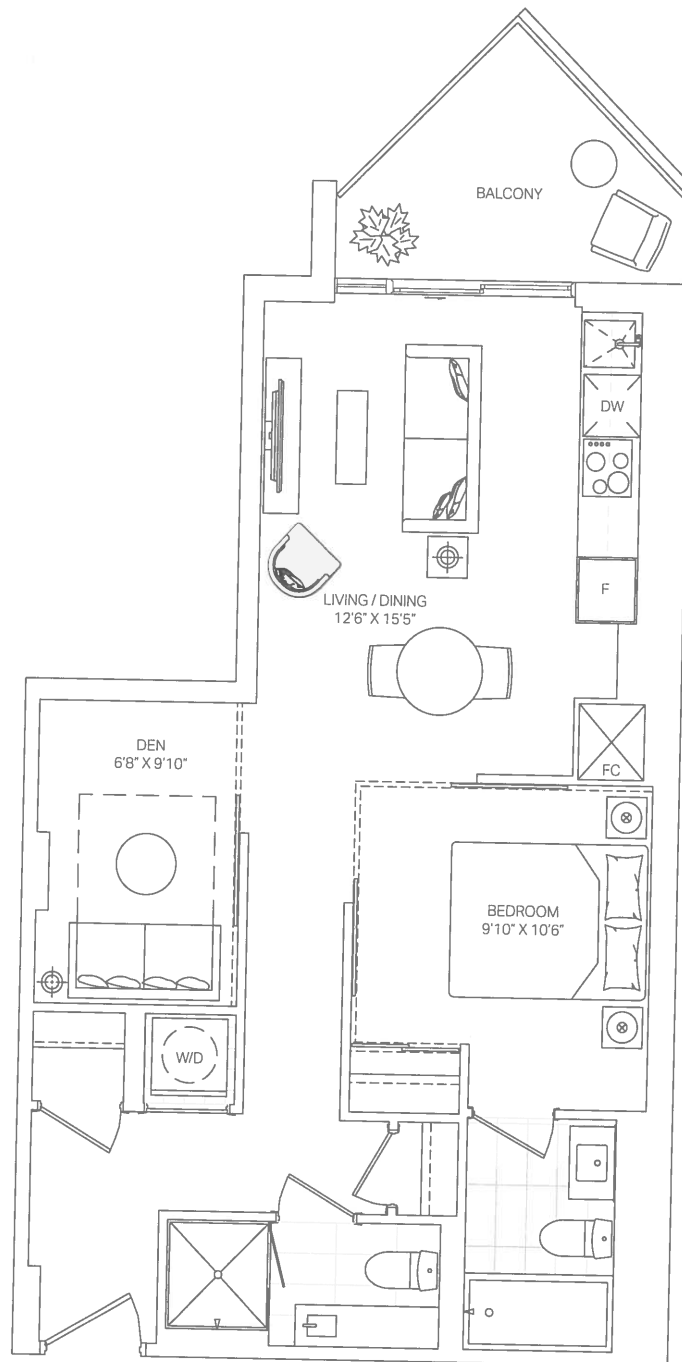 BALCONY
DW
F
LIVING / DINING
12'6" X 15'5"
DEN
6'8" X 9'10"
FC
BEDROOM
9'10" X 10'6"
W/D